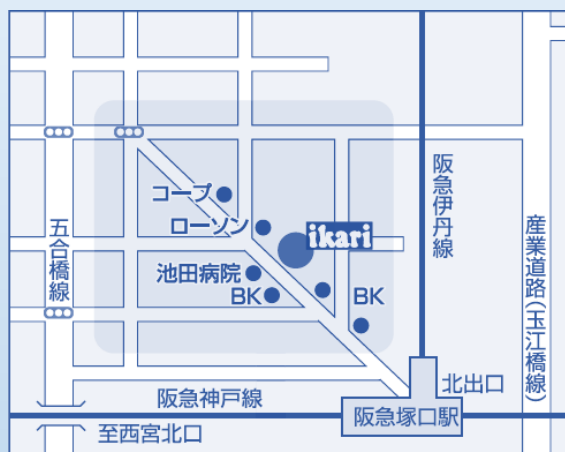 コープ
ローソン
ikari
池田病院
BK
BK
五合橋線
阪急伊丹線
産業道路(玉江橋線)
阪急神戸線
北出口
阪急塚口駅
至西宮北口